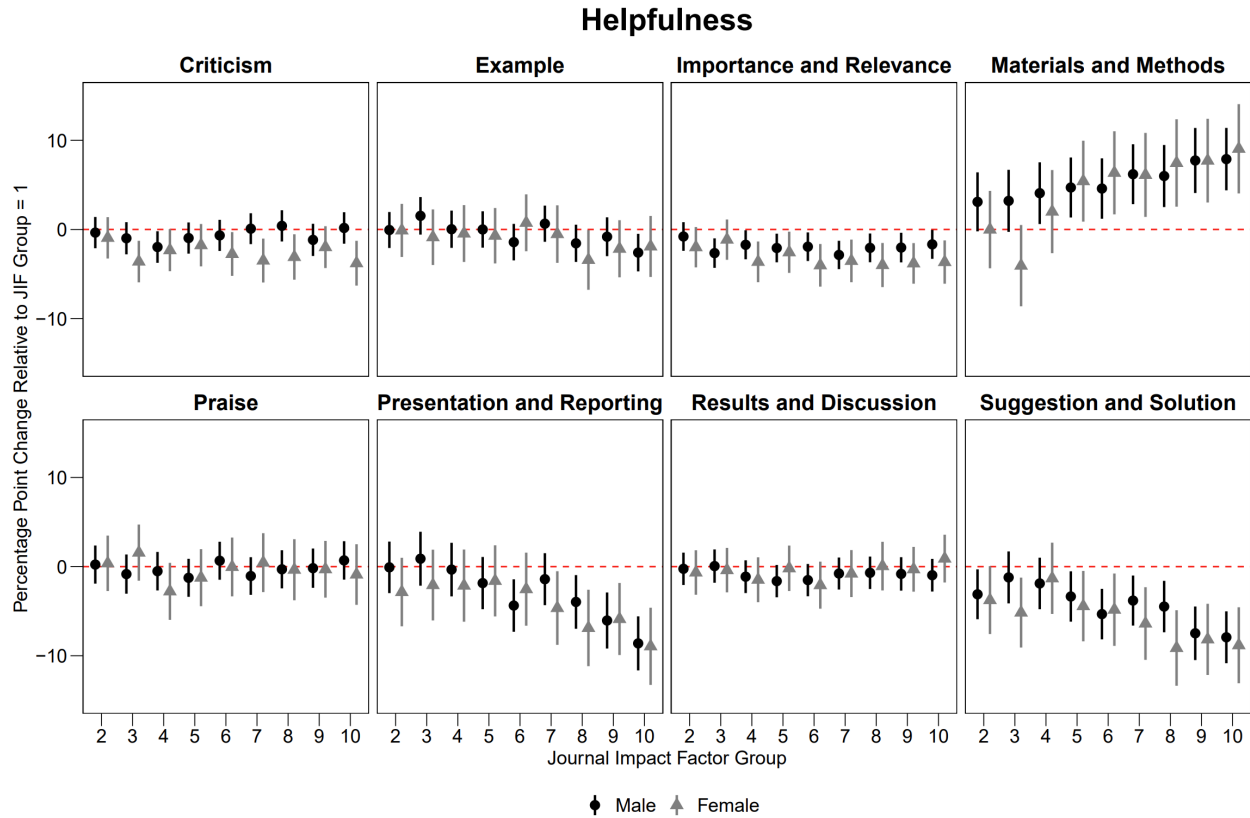 Helpfulness
Criticism
Example
Importance and Relevance
Materials and Methods
10
0
−10
Praise
Presentation and Reporting
Results and Discussion
Suggestion and Solution
10
0
−10
Percentage Point Change Relative to JIF Group = 1
2 3 4 5 6 7 8 9 10
2 3 4 5 6 7 8 9 10
2 3 4 5 6 7 8 9 10
2 3 4 5 6 7 8 9 10
Journal Impact Factor Group
Male Female